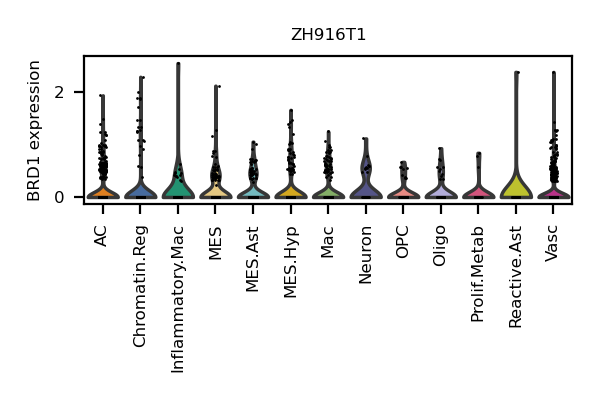 ZH916T1
BRD1 expression
2
0
AC
Chromatin.Reg
Inflammatory.Mac
MES
MES.Ast
MES.Hyp
Mac
Neuron
OPC
Oligo
Prolif.Metab
Reactive.Ast
Vasc